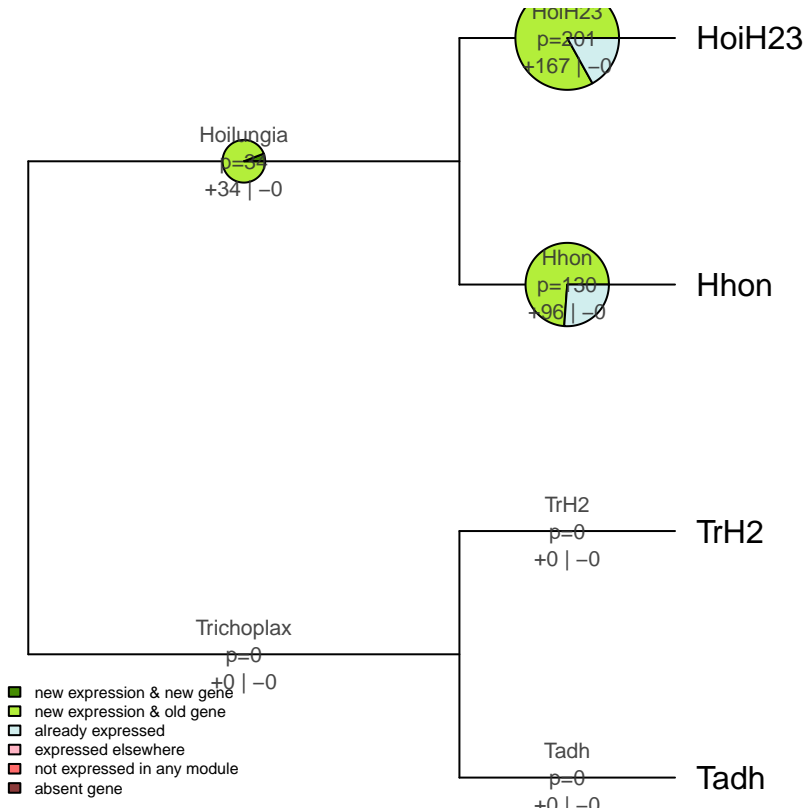 HoiH23
p=201
+167 | −0
HoiH23
Hoilungia
p=34
+34 | −0
Hhon
p=130
+96 | −0
Hhon
TrH2
p=0
+0 | −0
TrH2
Trichoplax
p=0
+0 | −0
new expression & new gene
new expression & old gene
already expressed
expressed elsewhere
not expressed in any module
absent gene
Tadh
p=0
+0 | −0
Tadh